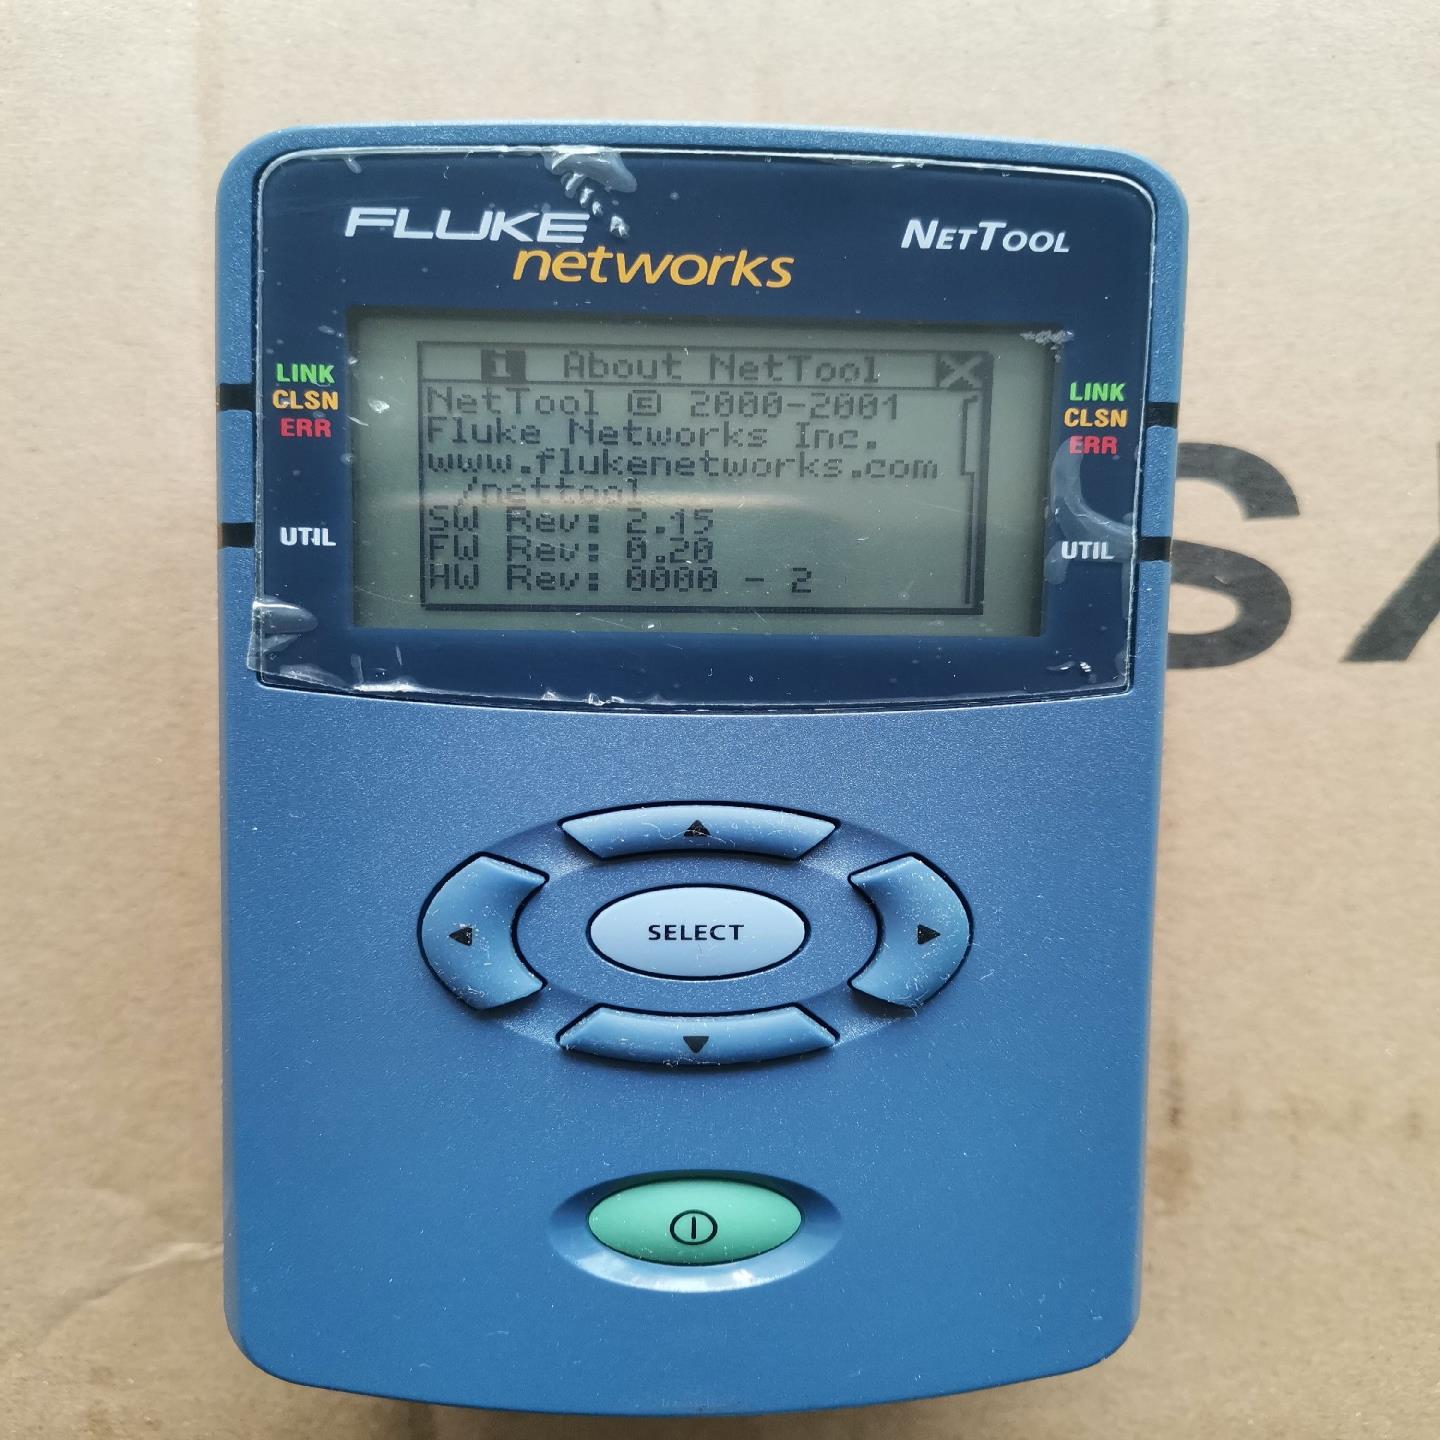 FLUKE
networks
NETTOOL
LINK
CLSN
ERR
UTIL
i About NetTool X
NetTool © 2000-2001
Fluke Networks Inc.
www.flukenetworks.com
/nettool
SW Rev: 2.15
FW Rev: 0.20
HW Rev: 0000 - 2
LINK
CLSN
ERR
UTIL
SELECT
S